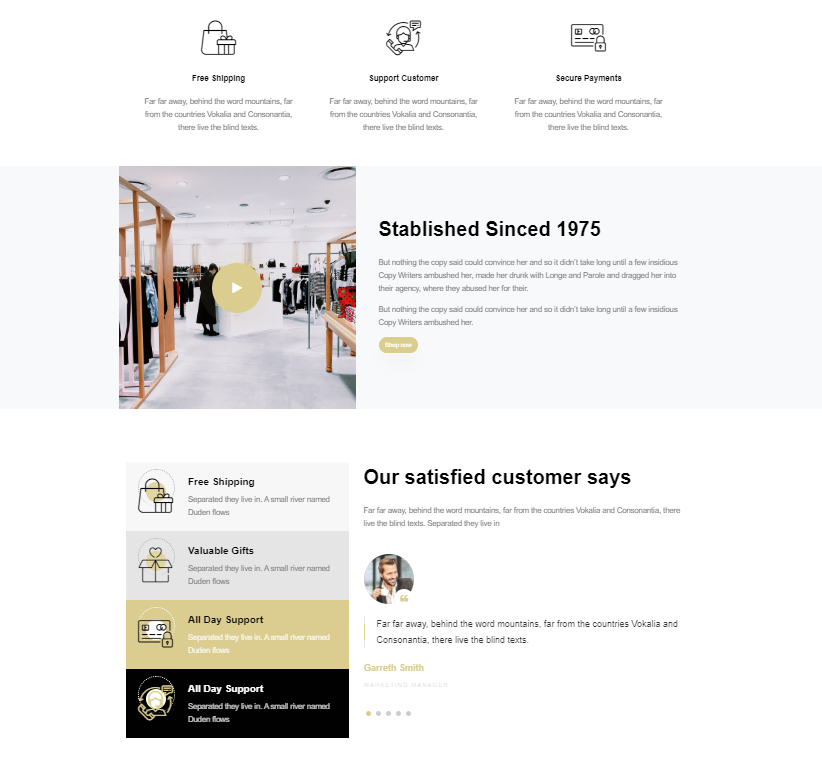 Free Shipping
Far far away, behind the word mountains, far
from the countries Vokalia and Consonantia,
there live the blind texts.
Support Customer
Far far away, behind the word mountains, far
from the countries Vokalia and Consonantia,
there live the blind texts.
Secure Payments
Far far away, behind the word mountains, far
from the countries Vokalia and Consonantia,
there live the blind texts.
Stablished Sinced 1975
But nothing the copy said could convince her and so it didn't take long until a few insidious
Copy Writers ambushed her, made her drunk with Longe and Parole and dragged her into
their agency, where they abused her for their.
But nothing the copy said could convince her and so it didn't take long until a few insidious
Copy Writers ambushed her.
Shop now
Free Shipping
Separated they live in. A small river named
Duden flows
Valuable Gifts
Separated they live in. A small river named
Duden flows
All Day Support
Separated they live in. A small river named
Duden flows
All Day Support
Separated they live in. A small river named
Duden flows
Our satisfied customer says
Far far away, behind the word mountains, far from the countries Vokalia and Consonantia, there
live the blind texts. Separated they live in
Far far away, behind the word mountains, far from the countries Vokalia and
Consonantia, there live the blind texts.
Garreth Smith
MARKETING MANAGER